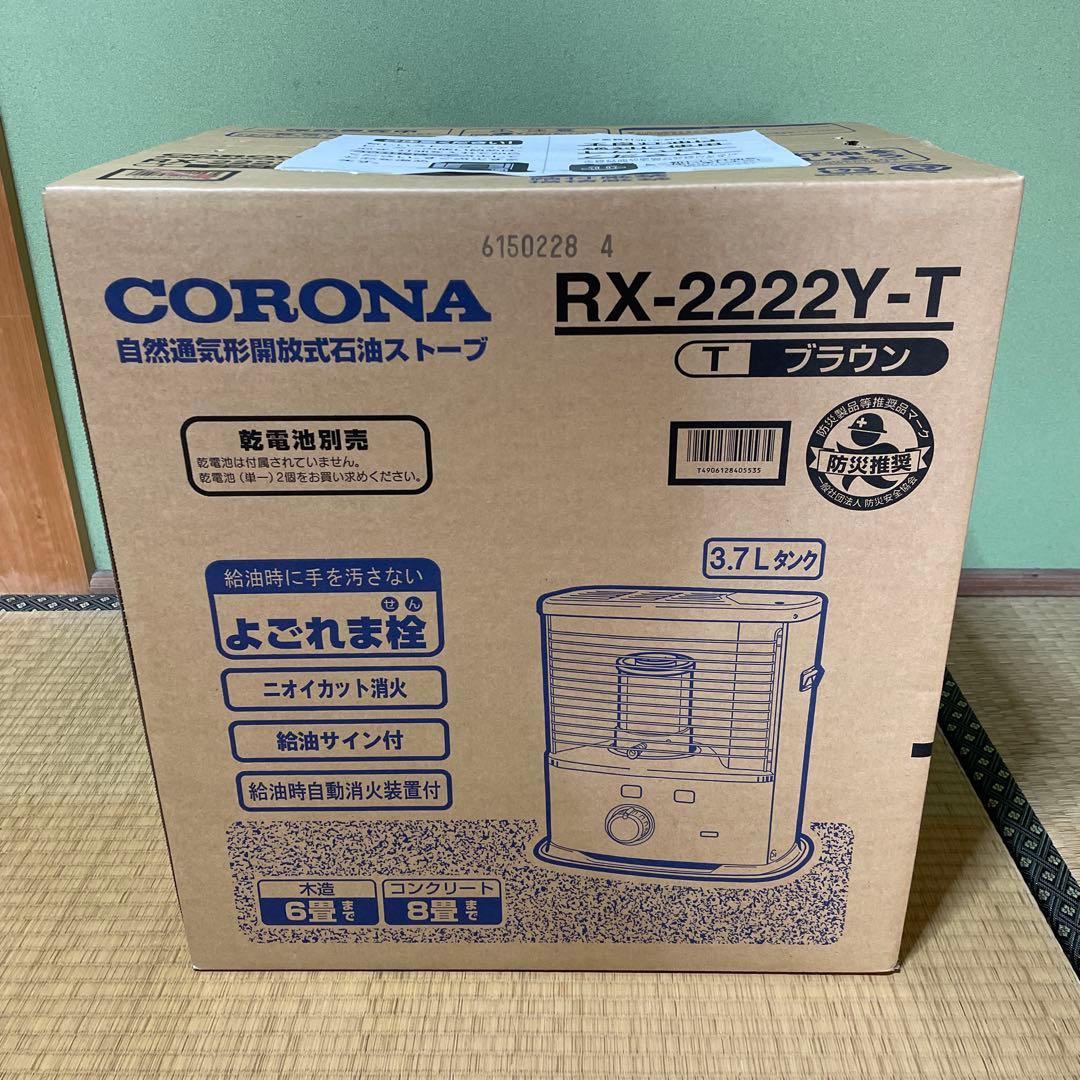 6150228 4
CORONA
RX-2222Y-T
自然通気形開放式石油ストーブ
T ブラウン
乾電池別売
乾電池は付属されていません。
乾電池(単一)2個をお買い求めください。
T4906128405535
防災製品等推奨品マーク
防災推奨
一般社団法人 防災安全協会
3.7L タンク
給油時に手を汚さない
せん
よごれま栓
ニオイカット消火
給油サイン付
給油時自動消火装置付
木造
6畳まで
コンクリート
8畳まで